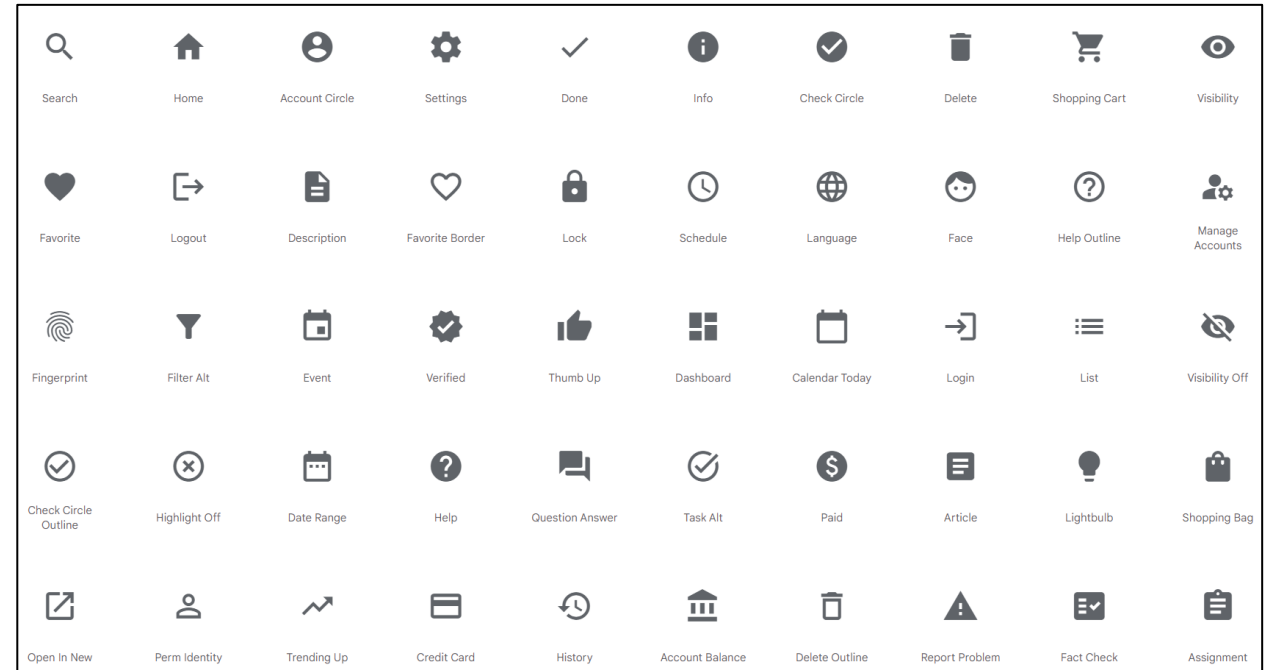 Search
Home
Account Circle
Settings
Done
Info
Check Circle
Delete
Shopping Cart
Visibility
Favorite
Logout
Description
Favorite Border
Lock
Schedule
Language
Face
Help Outline
Manage
Accounts
Fingerprint
Filter Alt
Event
Verified
Thumb Up
Dashboard
Calendar Today
Login
List
Visibility Off
Check Circle
Outline
Highlight Off
Date Range
Help
Question Answer
Task Alt
Paid
Article
Lightbulb
Shopping Bag
Open In New
Perm Identity
Trending Up
Credit Card
History
Account Balance
Delete Outline
Report Problem
Fact Check
Assignment